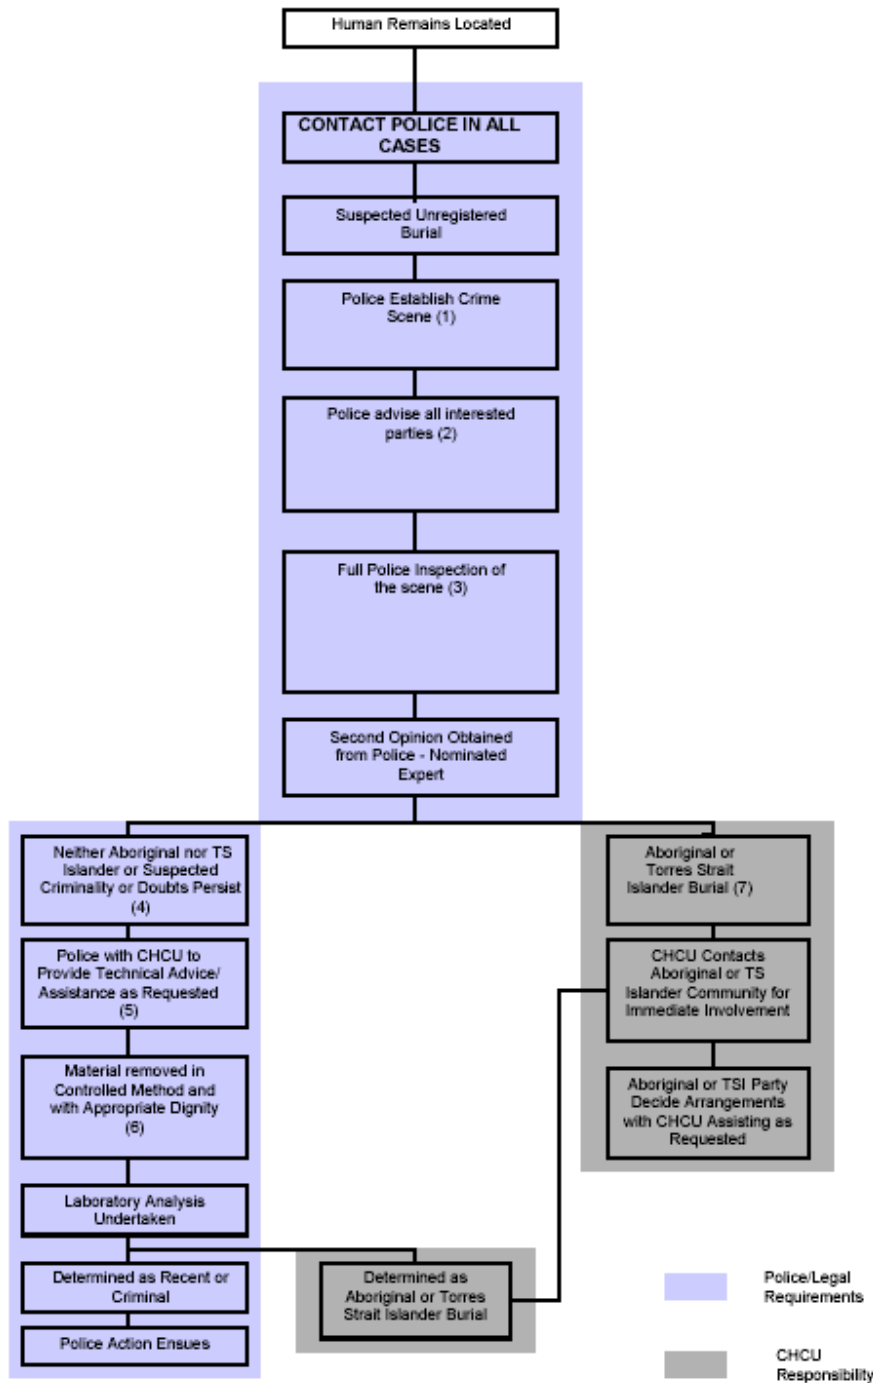 Human Remains Located
CONTACT POLICE IN ALL
CASES
Suspected Unregistered
Burial
Police Establish Crime
Scene (1)
Police advise all interested
parties (2)
Full Police Inspection of
the scene (3)
Second Opinion Obtained
from Police - Nominated
Expert
Neither Aboriginal nor TS
Islander or Suspected
Criminality or Doubts Persist
(4)
Police with CHCU to
Provide Technical Advice/
Assistance as Requested
(5)
Material removed in
Controlled Method and
with Appropriate Dignity
(6)
Laboratory Analysis
Undertaken
Determined as Recent or
Criminal
Police Action Ensues
Determined as
Aboriginal or Torres
Strait Islander Burial
Aboriginal or
Torres Strait
Islander Burial (7)
CHCU Contacts
Aboriginal or TS
Islander Community for
Immediate Involvement
Aboriginal or TSI Party
Decide Arrangements
with CHCU Assisting as
Requested
Police/Legal
Requirements
CHCU
Responsibility